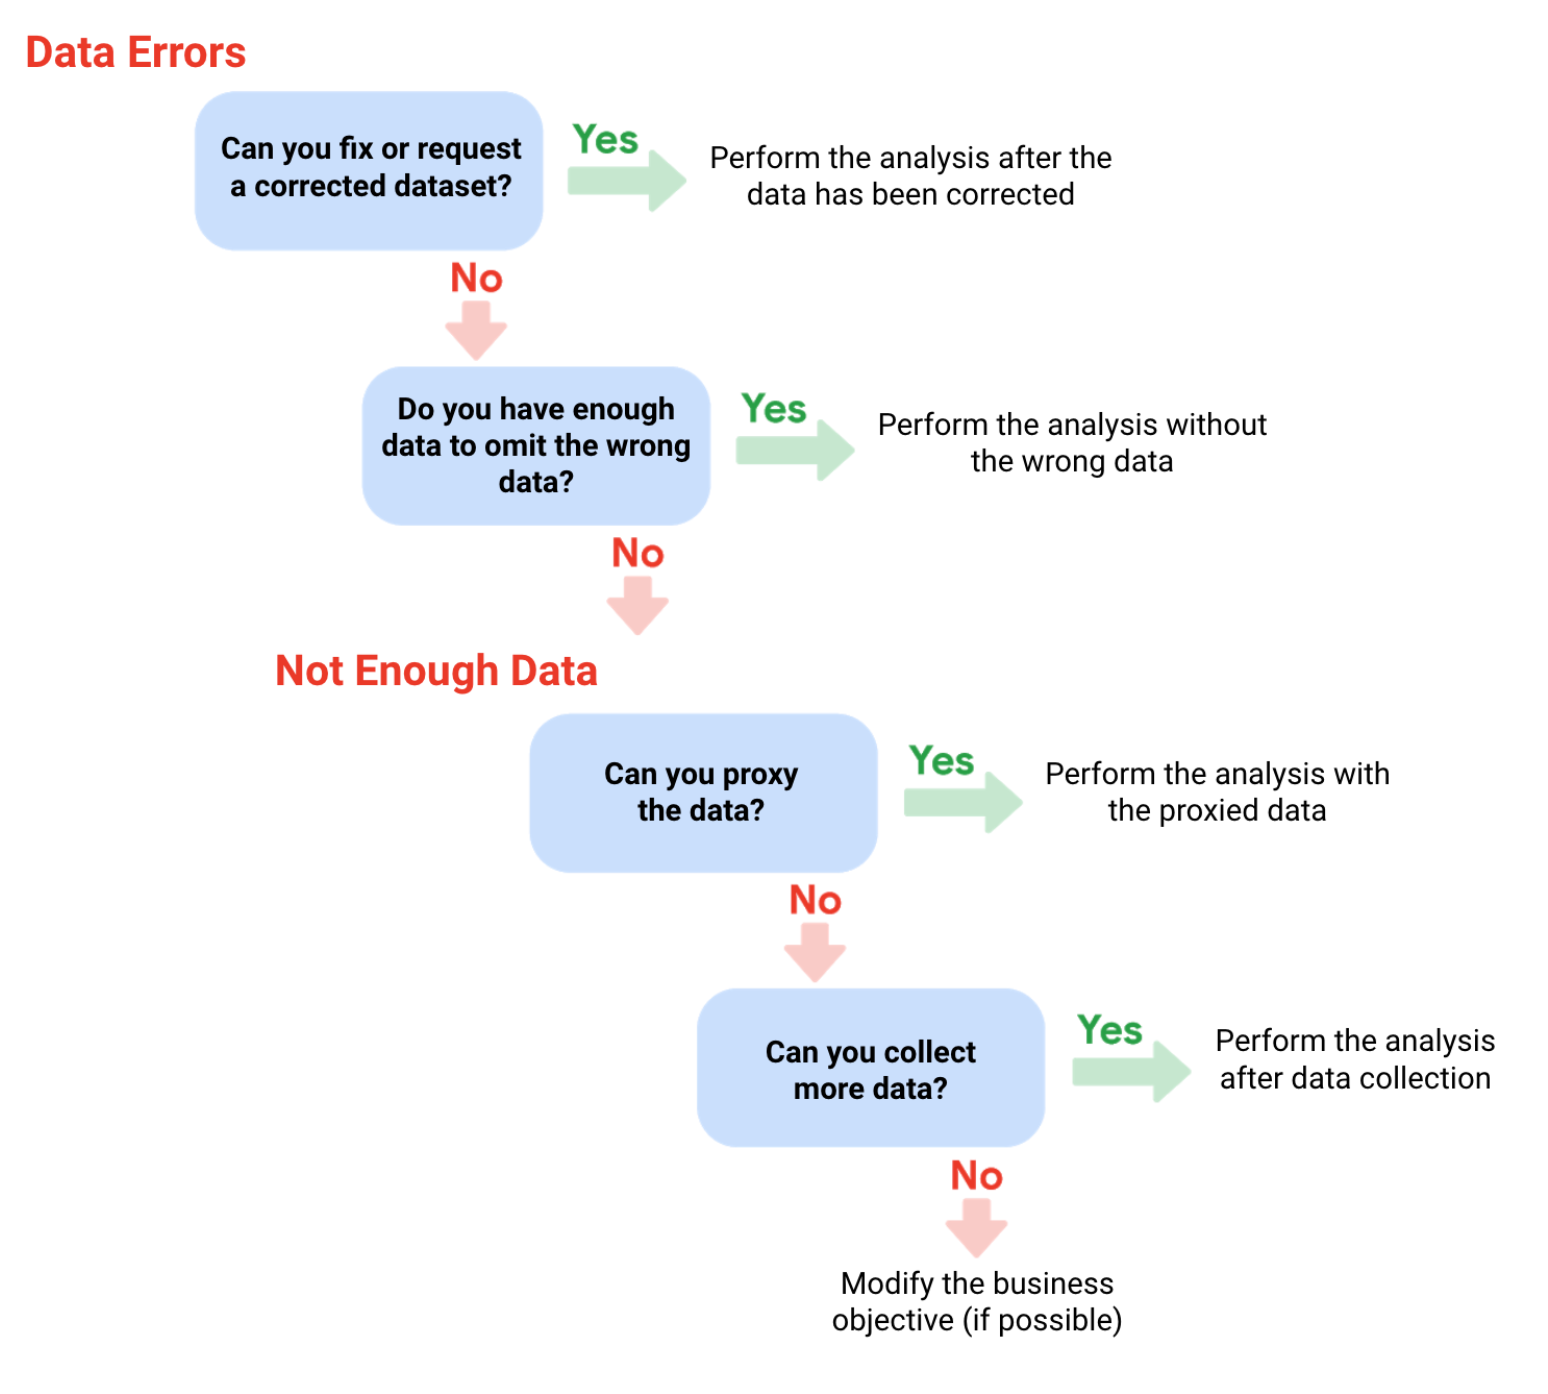 Data Errors
Can you fix or request
a corrected dataset?
Yes
Perform the analysis after the
data has been corrected
No
Do you have enough
data to omit the wrong
data?
Yes
Perform the analysis without
the wrong data
No
Not Enough Data
Can you proxy
the data?
Yes
Perform the analysis with
the proxied data
No
Can you collect
more data?
Yes
Perform the analysis
after data collection
No
Modify the business
objective (if possible)